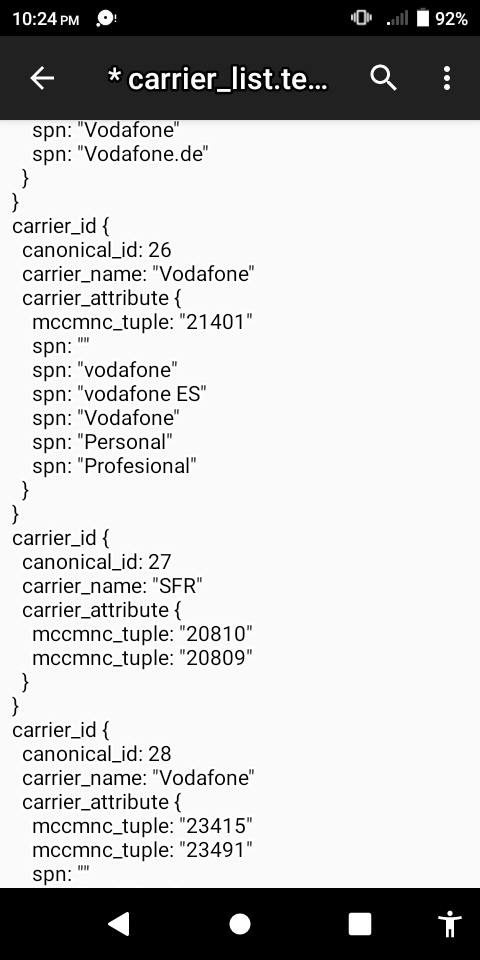 10:24 PM
92%
* carrier_list.te...
spn: "Vodafone"
spn: "Vodafone.de"
}
}
carrier_id {
canonical_id: 26
carrier_name: "Vodafone"
carrier_attribute {
mccmnc_tuple: "21401"
spn: ""
spn: "vodafone"
spn: "vodafone ES"
spn: "Vodafone"
spn: "Personal"
spn: "Profesional"
}
}
carrier_id {
canonical_id: 27
carrier_name: "SFR"
carrier_attribute {
mccmnc_tuple: "20810"
mccmnc_tuple: "20809"
}
}
carrier_id {
canonical_id: 28
carrier_name: "Vodafone"
carrier_attribute {
mccmnc_tuple: "23415"
mccmnc_tuple: "23491"
spn: ""